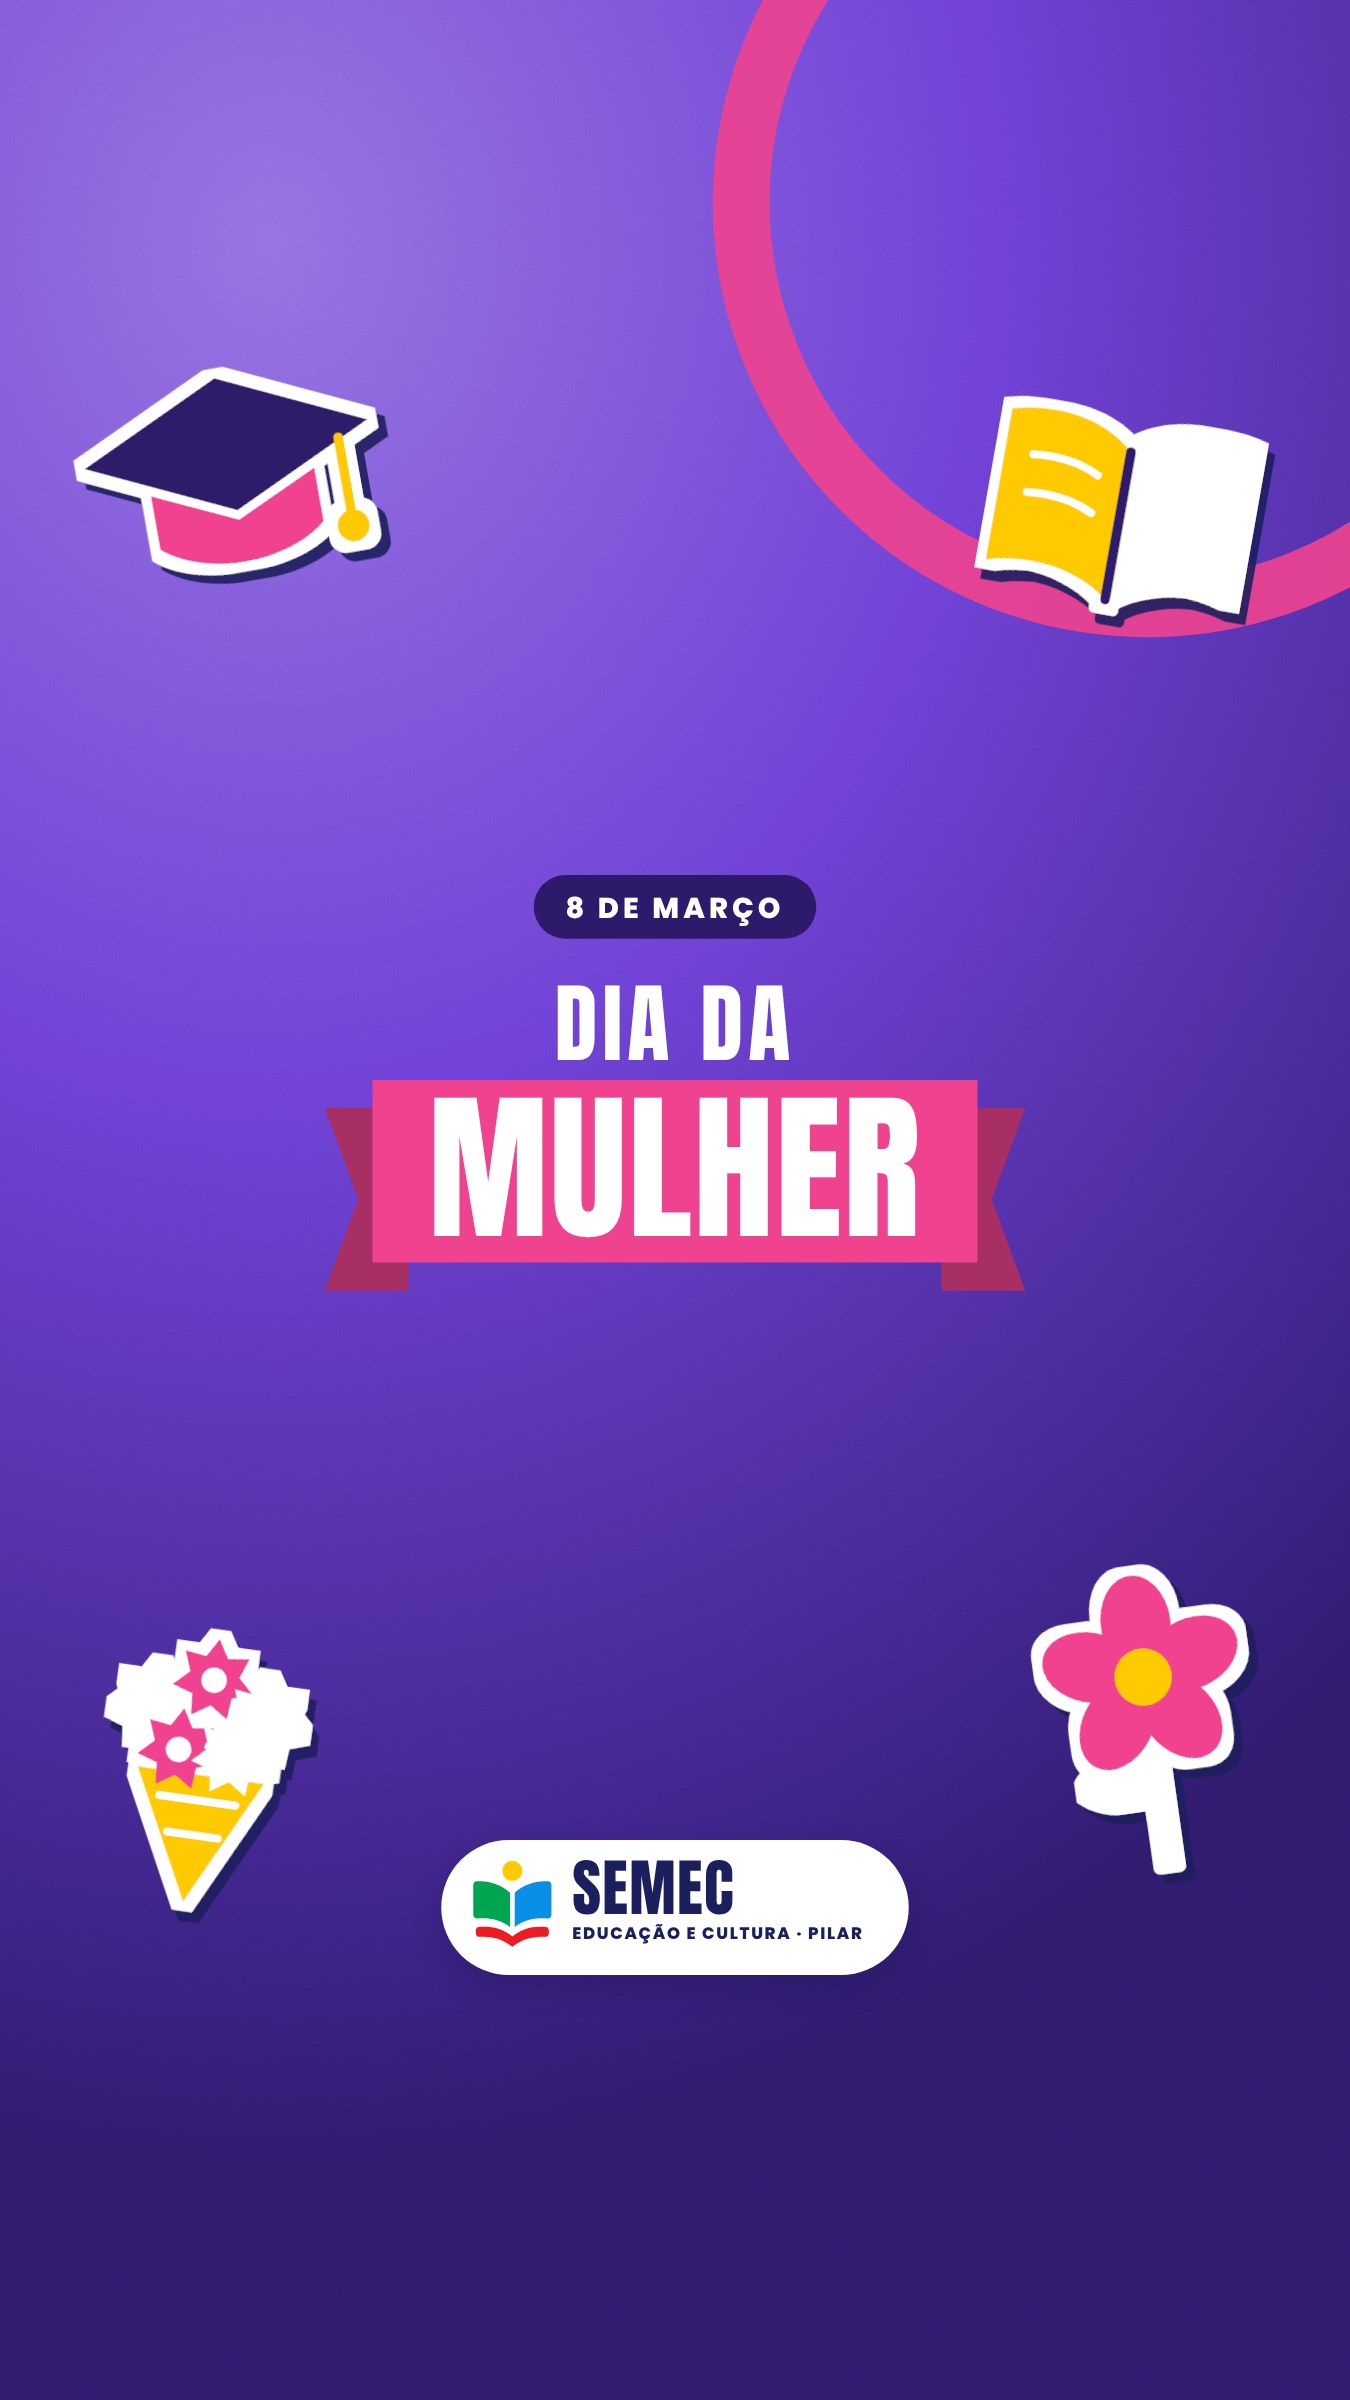 8 DE MARÇO
DIA DA
MULHER
SEMEC
EDUCAÇÃO E CULTURA · PILAR